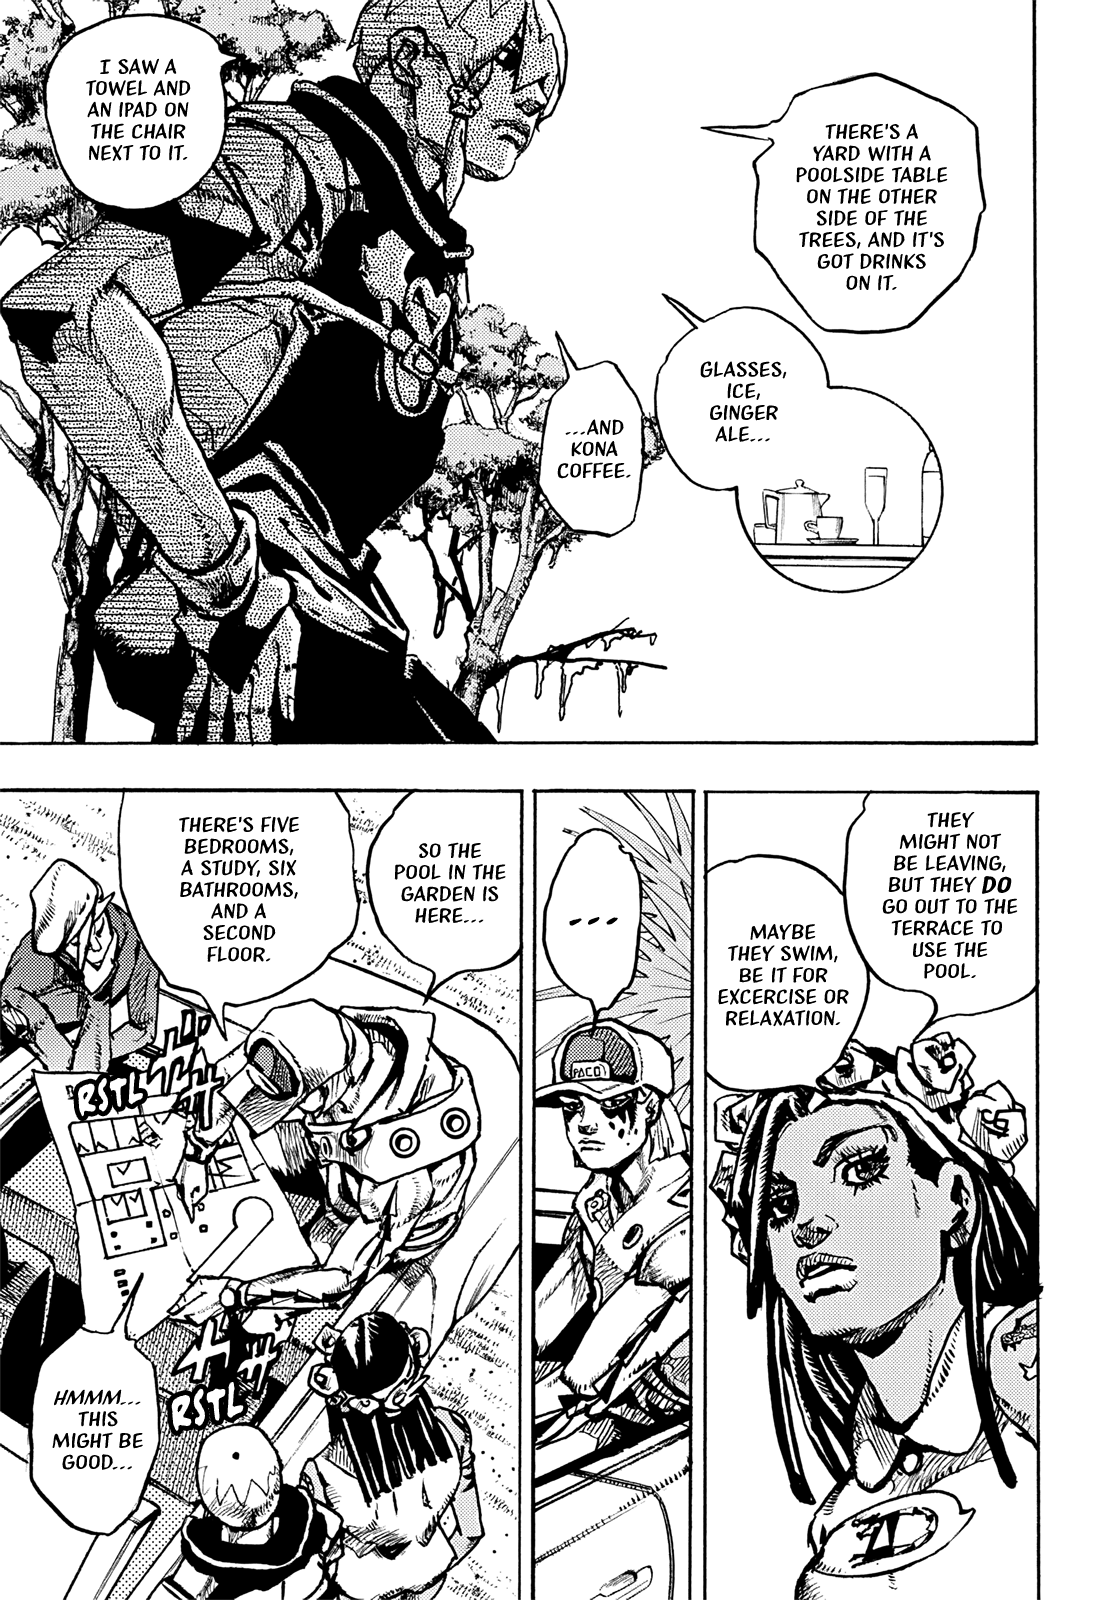 THERE'S A
YARD WITH A
POOLSIDE TABLE
ON THE OTHER
SIDE OF THE
TREES, AND IT'S
GOT DRINKS
ON IT.
GLASSES,
ICE,
GINGER
ALE...
...AND
KONA
COFFEE.
I SAW A
TOWEL AND
AN IPAD ON
THE CHAIR
NEXT TO IT.
THEY
MIGHT NOT
BE LEAVING,
BUT THEY DO
GO OUT TO THE
TERRACE TO
USE THE
POOL.
MAYBE
THEY SWIM,
BE IT FOR
EXCERCISE OR
RELAXATION.
...
PACO
SO THE
POOL IN THE
GARDEN IS
HERE...
THERE'S FIVE
BEDROOMS,
A STUDY, SIX
BATHROOMS,
AND A
SECOND
FLOOR.
RSTL
RSTL
HMMM...
THIS
MIGHT BE
GOOD...